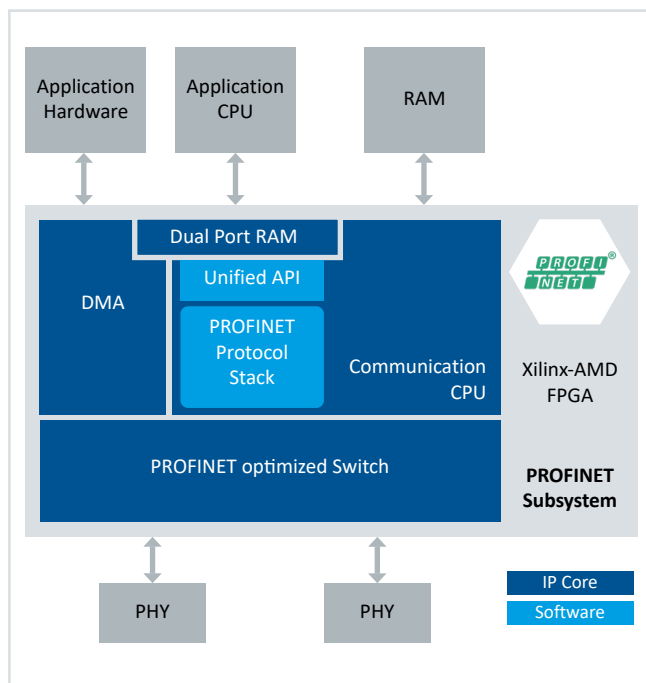 Application
Hardware
Application
CPU
RAM
Dual Port RAM
Unified API
DMA
PROFINET
Protocol
Stack
Communication
CPU
PROFINET optimized Switch
PROFI
NET
®
Xilinx-AMD
FPGA
PROFINET
Subsystem
PHY
PHY
IP Core
Software